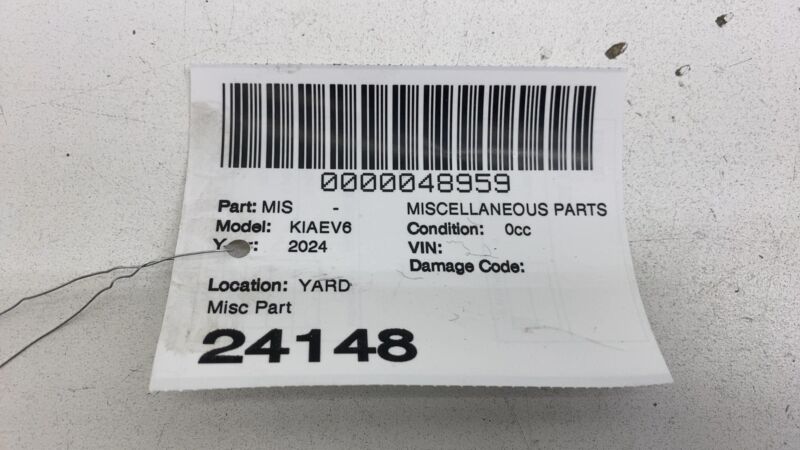 0000048959
Part: MIS - MISCELLANEOUS PARTS
Model: KIAEV6 Condition: 0cc
2024 VIN:
Damage Code:
Location: YARD
Misc Part
24148